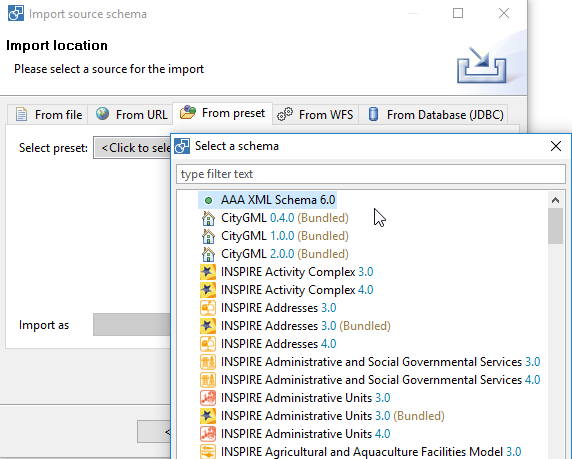 Import source schema
Import location
Please select a source for the import
From file
From URL
From preset
From WFS
From Database (JDBC)
Select preset:
<Click to sele
Select a schema
type filter text
AAA XML Schema 6.0
CityGML 0.4.0 (Bundled)
CityGML 1.0.0 (Bundled)
CityGML 2.0.0 (Bundled)
INSPIRE Activity Complex 3.0
INSPIRE Activity Complex 4.0
INSPIRE Addresses 3.0
INSPIRE Addresses 3.0 (Bundled)
INSPIRE Addresses 4.0
INSPIRE Administrative and Social Governmental Services 3.0
INSPIRE Administrative and Social Governmental Services 4.0
INSPIRE Administrative Units 3.0
INSPIRE Administrative Units 3.0 (Bundled)
INSPIRE Administrative Units 4.0
INSPIRE Agricultural and Aquaculture Facilities Model 3.0
Import as
<